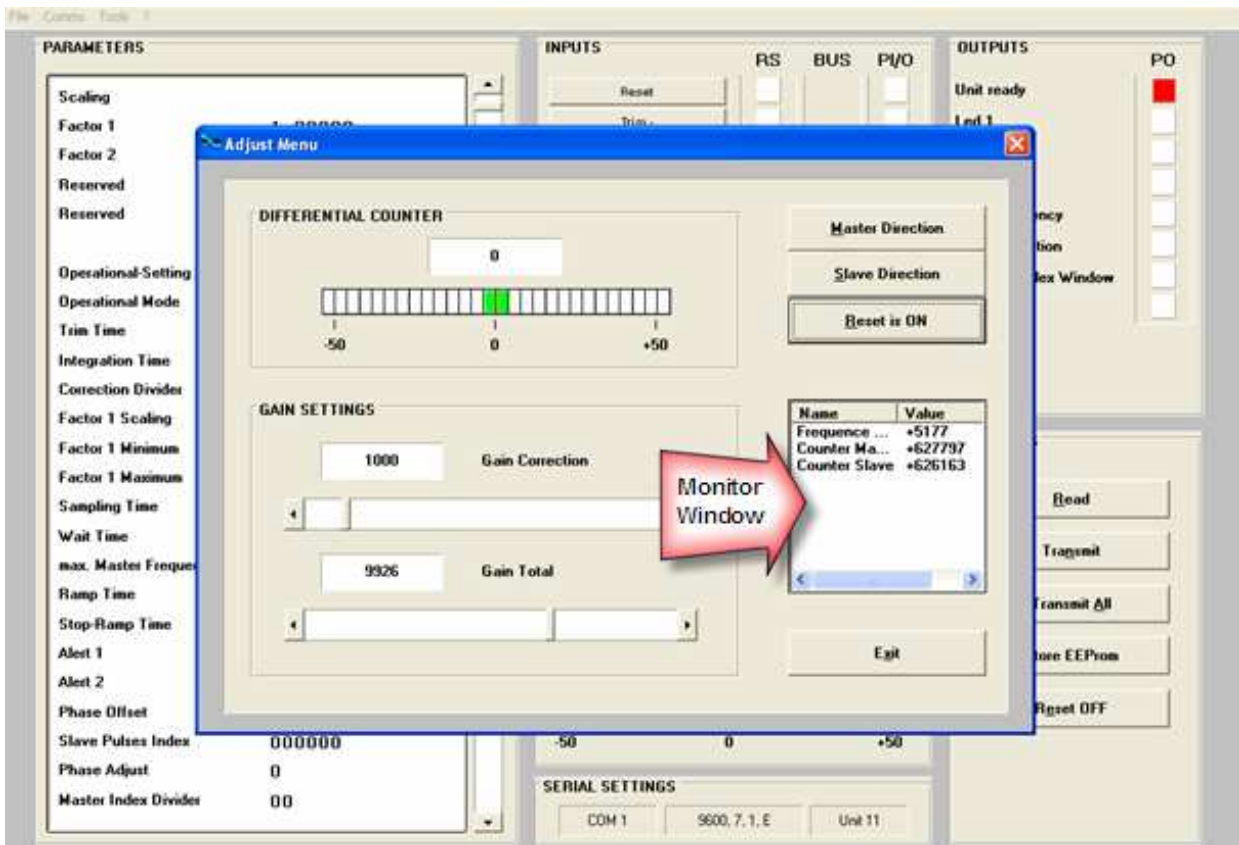 File Comms Tools ?
PARAMETERS
Scaling
Factor 1
Factor 2
Reserved
Reserved
Operational-Setting
Operational Mode
Trim Time
Integration Time
Correction Divider
Factor 1 Scaling
Factor 1 Minimum
Factor 1 Maximum
Sampling Time
Wait Time
max. Master Freque
Ramp Time
Stop-Ramp Time
Alert 1
Alert 2
Phase Offset
Slave Pulses Index 000000
Phase Adjust 0
Master Index Divider 00
INPUTS
RS BUS PI/O
Reset
Trim -
OUTPUTS
PO
Unit ready
Led 1
ency
tion
dex Window
Adjust Menu
DIFFERENTIAL COUNTER
0
-50 0 +50
Master Direction
Slave Direction
Reset is ON
GAIN SETTINGS
1000 Gain Correction
9926 Gain Total
Monitor
Window
Name Value
Frequence ... +5177
Counter Ma... +627797
Counter Slave +626163
Exit
Read
Transmit
Transmit All
tore EEProm
Reset OFF
-50 0 +50
SERIAL SETTINGS
COM 1 9600, 7, 1, E Unit 11